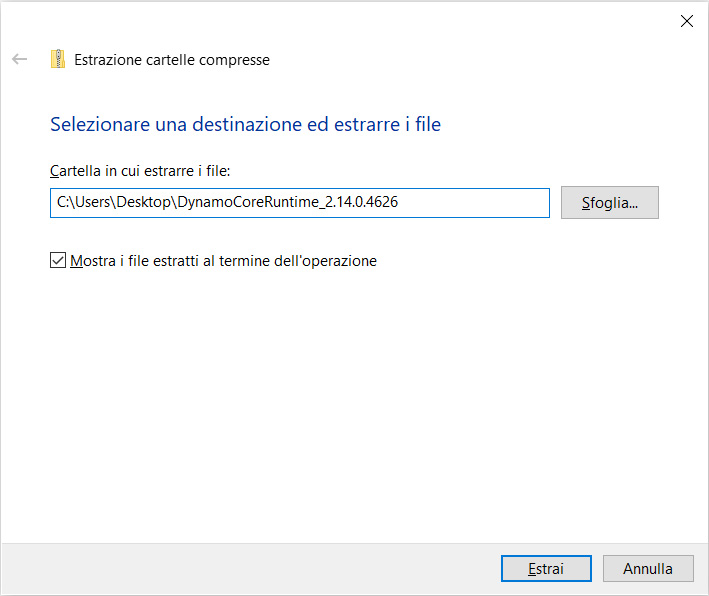 Estrazione cartelle compresse
Selezionare una destinazione ed estrarre i file
Cartella in cui estrarre i file:
C:\Users\Desktop\DynamoCoreRuntime_2.14.0.4626
Sfoglia...
Mostra i file estratti al termine dell'operazione
Estrai
Annulla